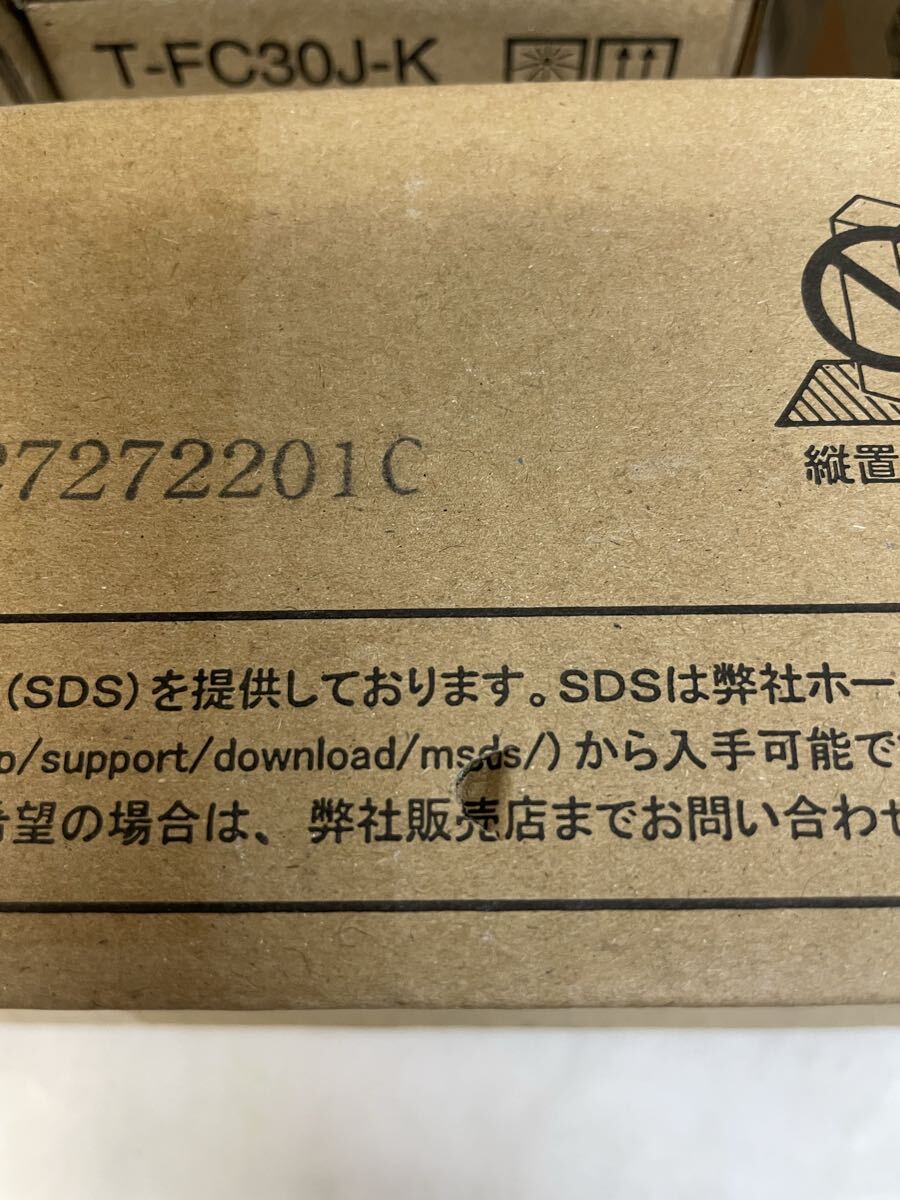 T-FC30J-K
縦置
27272201C
(SDS)を提供しております。SDSは弊社ホー
p/support/download/msds/)から入手可能で
希望の場合は、弊社販売店までお問い合わせ